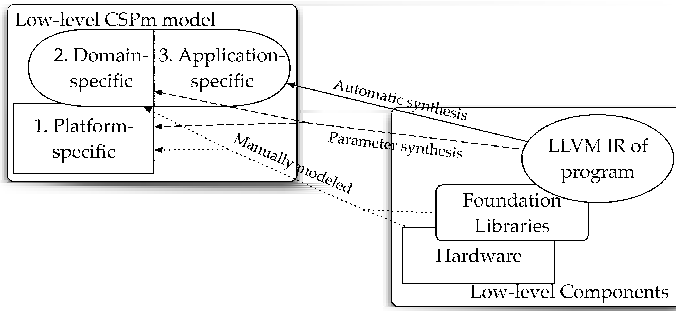 Low-level CSPm model
2. Domain-
specific
3. Application-
specific
1. Platform-
specific
Automatic synthesis
Parameter synthesis
Manually modeled
LLVM IR of
program
Foundation
Libraries
Hardware
Low-level Components